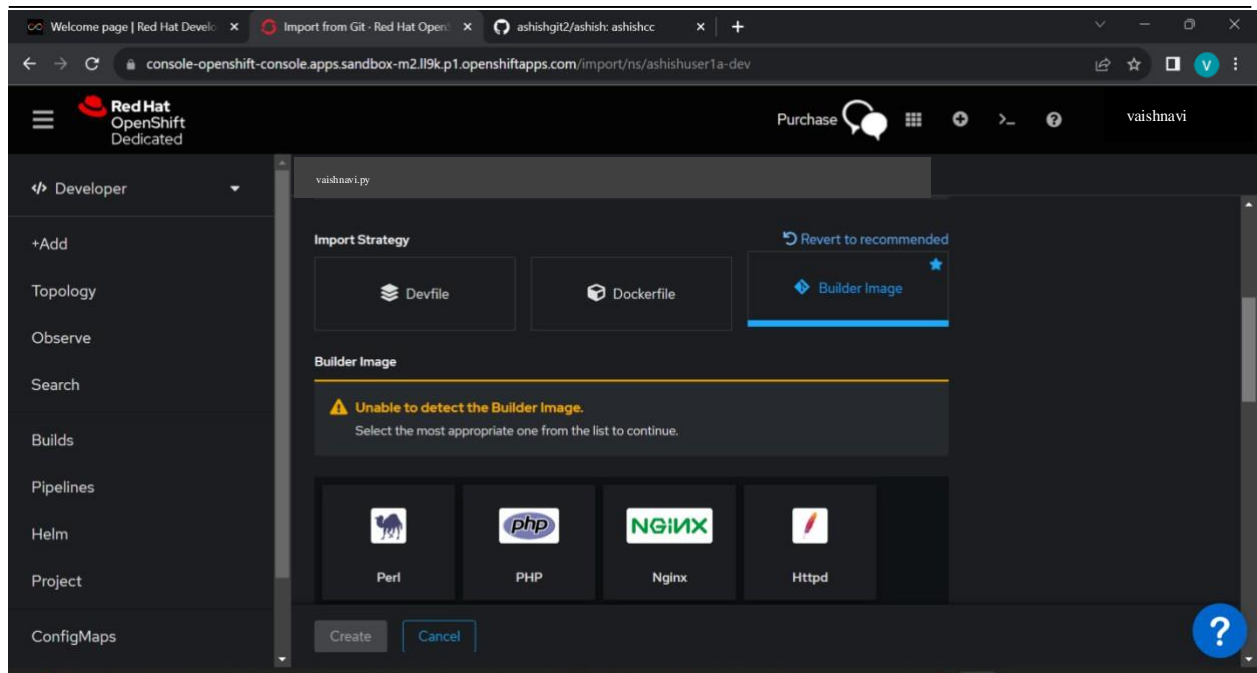 Welcome page | Red Hat Develo
Import from Git - Red Hat Open
ashishgit2/ashish: ashishcc
console-openshift-console.apps.sandbox-m2.ll9k.p1.openshiftapps.com/import/ns/ashishuser1a-dev
V
Red Hat
OpenShift
Dedicated
Purchase
vaishnavi
Developer
vaishnavi.py
+Add
Topology
Observe
Search
Builds
Pipelines
Helm
Project
ConfigMaps
Import Strategy
Revert to recommended
Devfile
Dockerfile
Builder Image
Builder Image
Unable to detect the Builder Image.
Select the most appropriate one from the list to continue.
php
NGINX
Perl
PHP
Nginx
Httpd
Create
Cancel
?